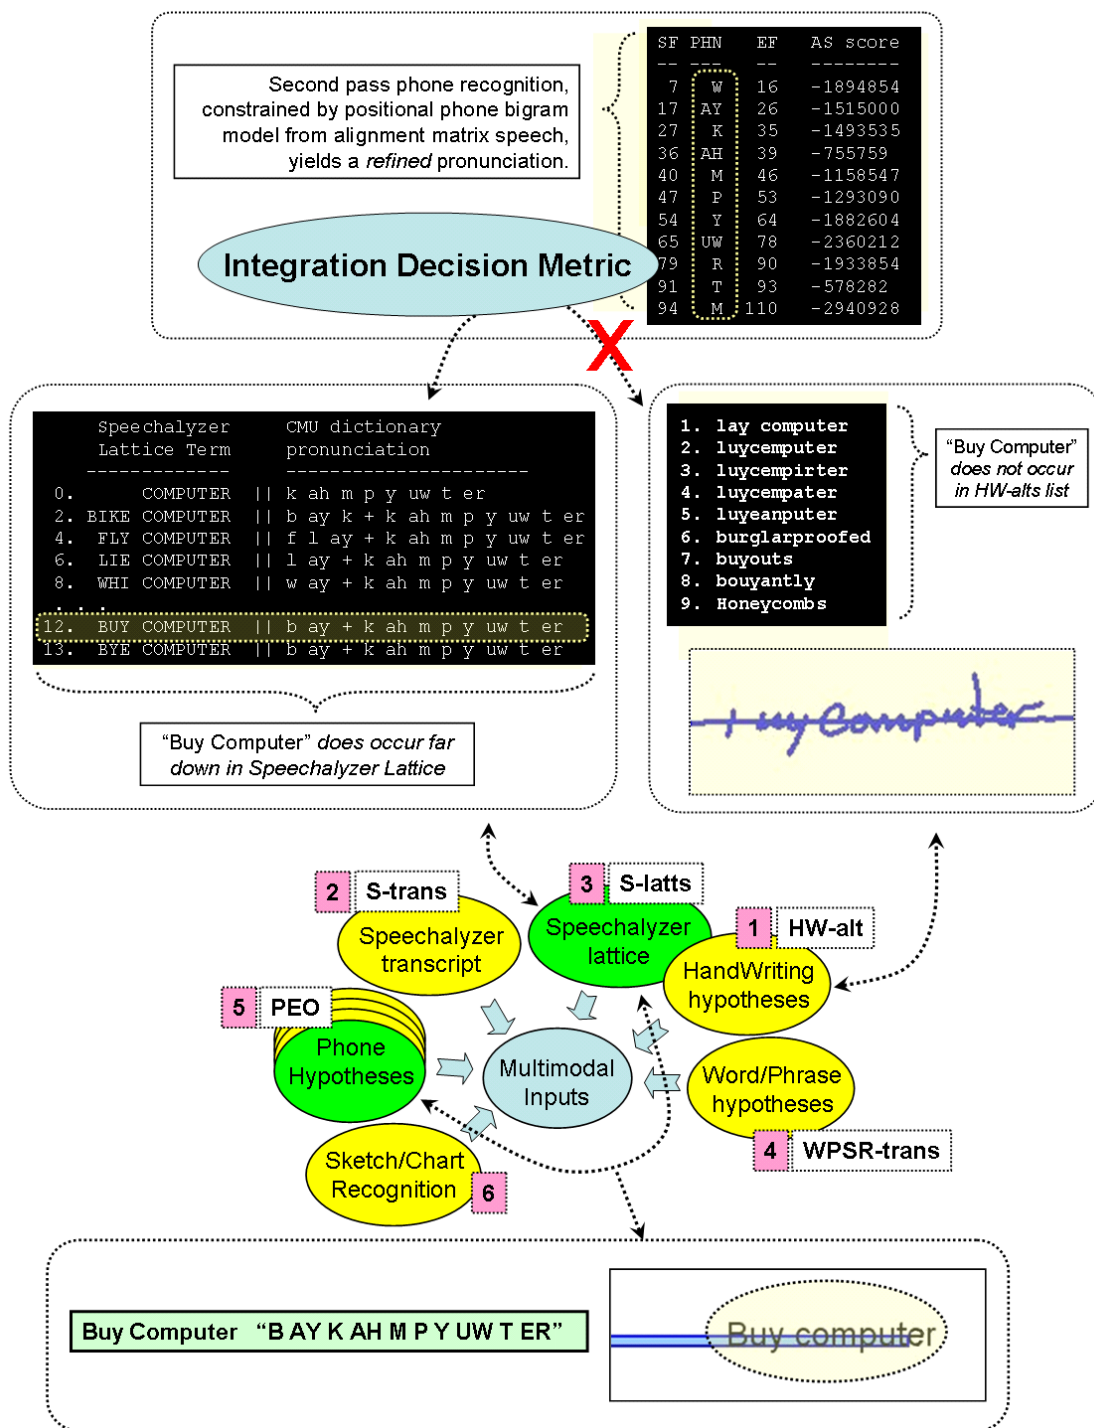 Second pass phone recognition,
constrained by positional phone bigram
model from alignment matrix speech,
yields a refined pronunciation.
SF PHN EF AS score
-- --- -- --------
7 W 16 -1894854
17 AY 26 -1515000
27 K 35 -1493535
36 AH 39 -755759
40 M 46 -1158547
47 P 53 -1293090
54 Y 64 -1882604
65 UW 78 -2360212
79 R 90 -1933854
91 T 93 -578282
94 M 110 -2940928
Integration Decision Metric
X
Speechalyzer CMU dictionary
Lattice Term pronunciation
------------- ----------------------
0. COMPUTER || k ah m p y uw t er
2. BIKE COMPUTER || b ay k + k ah m p y uw t er
4. FLY COMPUTER || f l ay + k ah m p y uw t er
6. LIE COMPUTER || l ay + k ah m p y uw t er
8. WHI COMPUTER || w ay + k ah m p y uw t er
. . .
12. BUY COMPUTER || b ay + k ah m p y uw t er
13. BYE COMPUTER || b ay + k ah m p y uw t er
"Buy Computer" does occur far
down in Speechalyzer Lattice
1. lay computer
2. luycemputer
3. luycempirter
4. luycempater
5. luyeanputer
6. burglarproofed
7. buyouts
8. bouyantly
9. Honeycombs
"Buy Computer"
does not occur
in HW-alts list
1 uy Computer
2 S-trans
Speechalyzer
transcript
3 S-latts
Speechalyzer
lattice
1 HW-alt
HandWriting
hypotheses
5 PEO
Phone
Hypotheses
Multimodal
Inputs
Word/Phrase
hypotheses
4 WPSR-trans
Sketch/Chart
Recognition
6
Buy Computer "B AY K AH M P Y UW T ER"
Buy computer